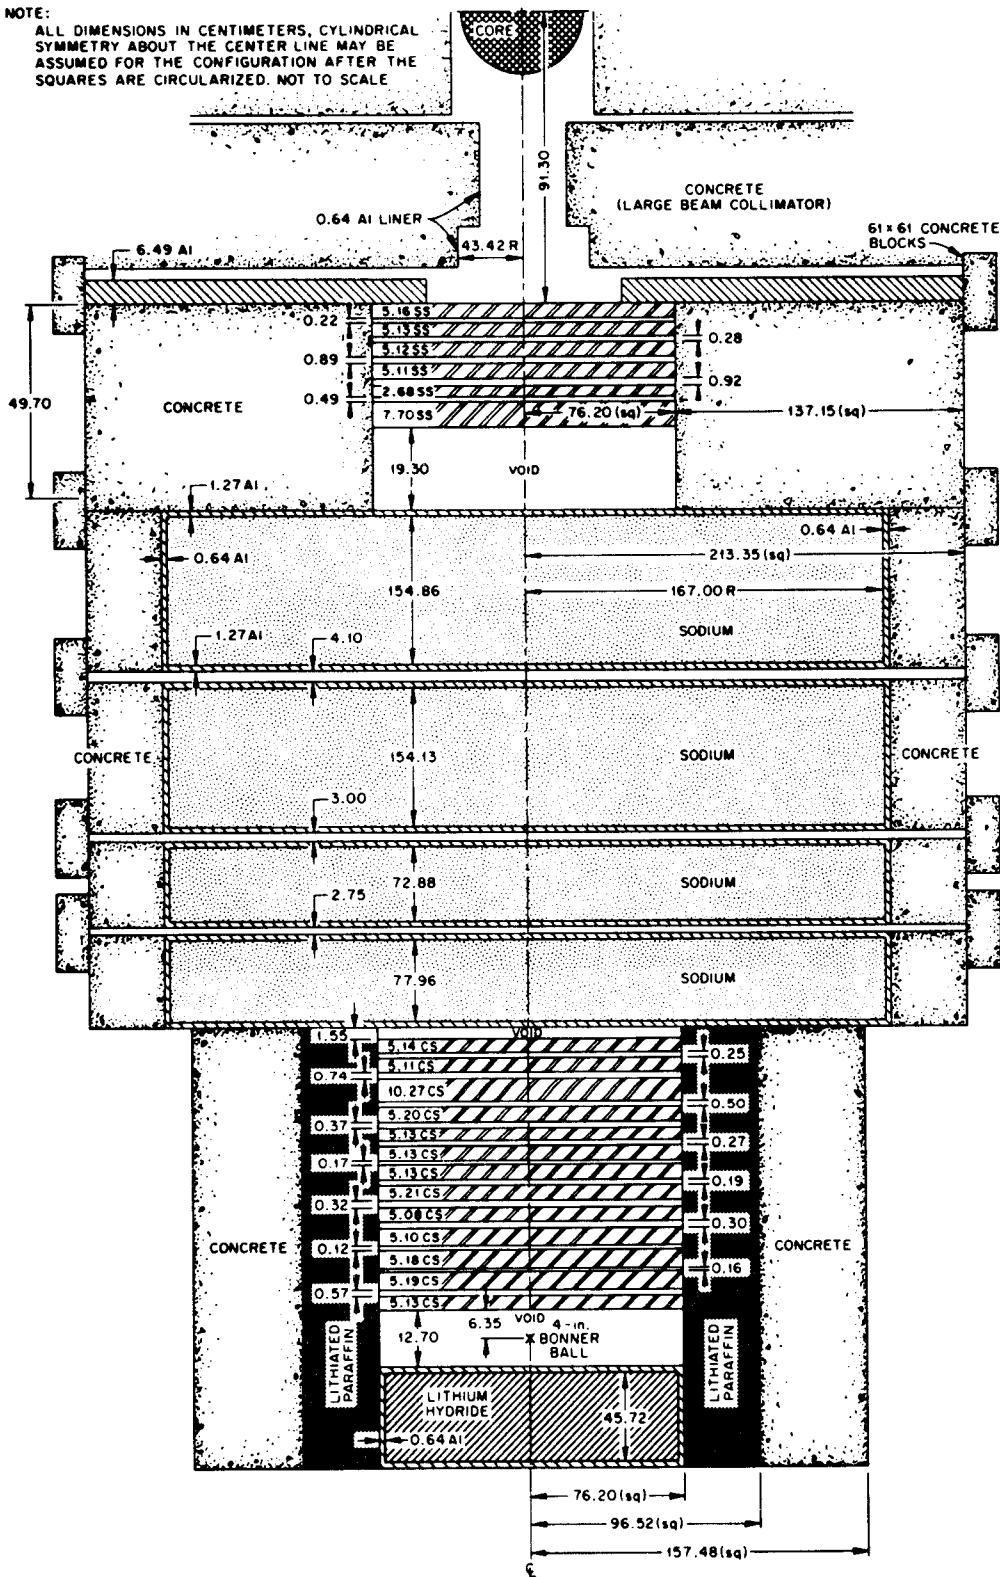 NOTE:
ALL DIMENSIONS IN CENTIMETERS, CYLINDRICAL
SYMMETRY ABOUT THE CENTER LINE MAY BE
ASSUMED FOR THE CONFIGURATION AFTER THE
SQUARES ARE CIRCULARIZED. NOT TO SCALE
CORE
91.30
CONCRETE
(LARGE BEAM COLLIMATOR)
0.64 Al LINER
43.42 R
61 x 61 CONCRETE
BLOCKS
6.49 Al
49.70
5.16 SS
0.22
5.13 SS
0.28
5.12 SS
0.89
5.11 SS
0.92
2.68 SS
0.49
7.70 SS
76.20 (sq)
137.15 (sq)
CONCRETE
19.30
VOID
1.27 Al
0.64 Al
0.64 Al
213.35 (sq)
154.86
167.00 R
SODIUM
1.27 Al
4.10
CONCRETE
154.13
SODIUM
CONCRETE
3.00
72.88
SODIUM
2.75
77.96
SODIUM
1.55
VOID
5.14 CS
0.25
5.11 CS
0.74
10.27 CS
0.50
5.20 CS
0.37
5.13 CS
0.27
5.13 CS
0.17
5.13 CS
0.19
5.21 CS
0.32
5.08 CS
0.30
5.10 CS
0.12
5.18 CS
0.16
5.19 CS
0.57
5.13 CS
CONCRETE
CONCRETE
6.35
VOID
4-in.
BONNER
BALL
12.70
LITHIATED
PARAFFIN
LITHIATED
PARAFFIN
LITHIUM
HYDRIDE
45.72
0.64 Al
76.20 (sq)
96.52 (sq)
157.48 (sq)
℄